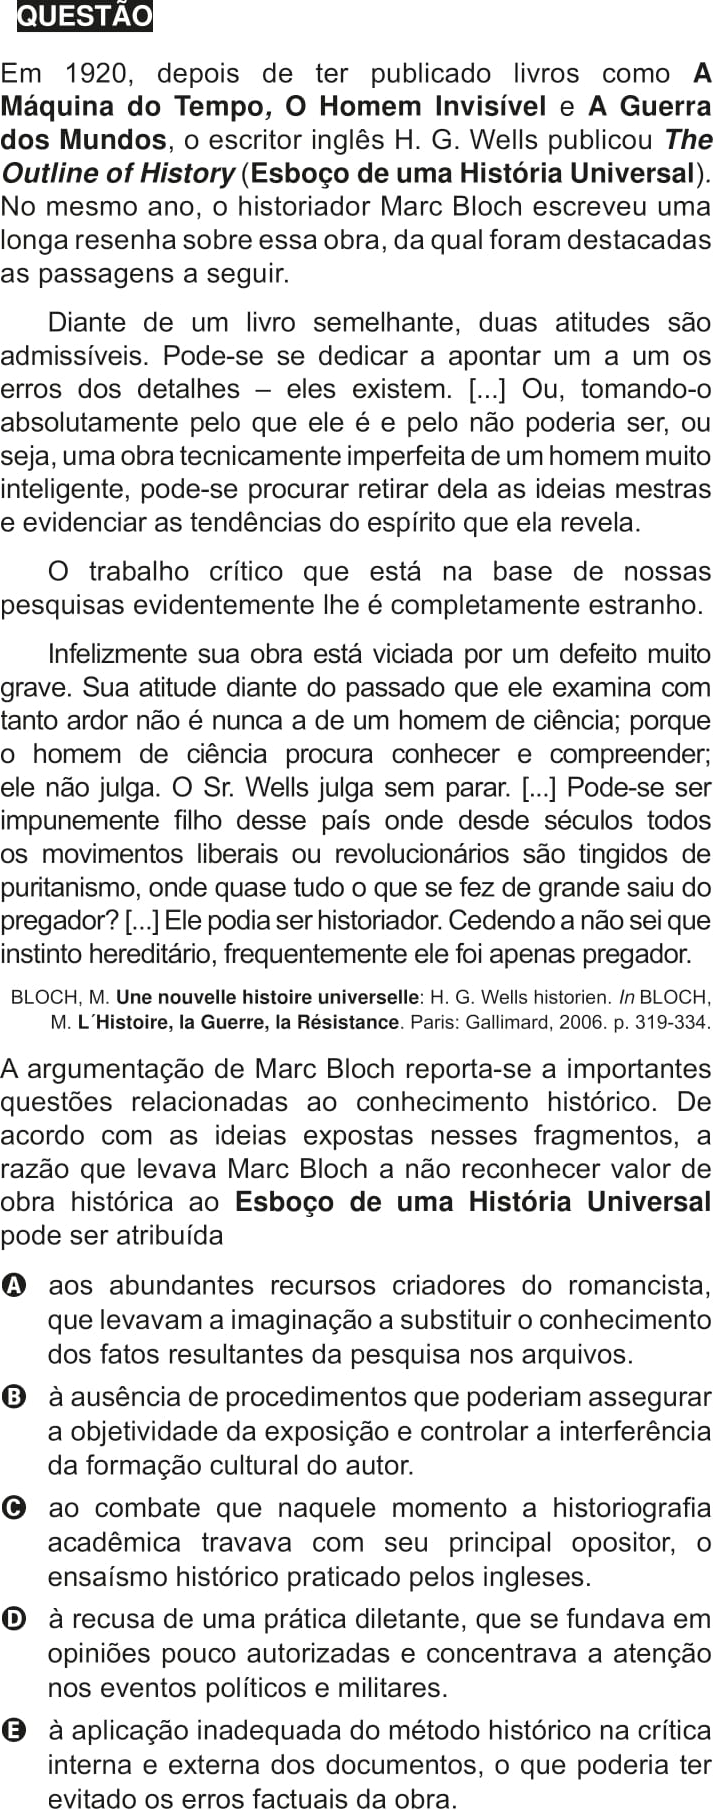 QUESTÃO
Em 1920, depois de ter publicado livros como A
Máquina do Tempo, O Homem Invisível e A Guerra
dos Mundos, o escritor inglês H. G. Wells publicou The
Outline of History (Esboço de uma História Universal).
No mesmo ano, o historiador Marc Bloch escreveu uma
longa resenha sobre essa obra, da qual foram destacadas
as passagens a seguir.
Diante de um livro semelhante, duas atitudes são
admissíveis. Pode-se se dedicar a apontar um a um os
erros dos detalhes – eles existem. [...] Ou, tomando-o
absolutamente pelo que ele é e pelo não poderia ser, ou
seja, uma obra tecnicamente imperfeita de um homem muito
inteligente, pode-se procurar retirar dela as ideias mestras
e evidenciar as tendências do espírito que ela revela.
O trabalho crítico que está na base de nossas
pesquisas evidentemente lhe é completamente estranho.
Infelizmente sua obra está viciada por um defeito muito
grave. Sua atitude diante do passado que ele examina com
tanto ardor não é nunca a de um homem de ciência; porque
o homem de ciência procura conhecer e compreender;
ele não julga. O Sr. Wells julga sem parar. [...] Pode-se ser
impunemente filho desse país onde desde séculos todos
os movimentos liberais ou revolucionários são tingidos de
puritanismo, onde quase tudo o que se fez de grande saiu do
pregador? [...] Ele podia ser historiador. Cedendo a não sei que
instinto hereditário, frequentemente ele foi apenas pregador.
BLOCH, M. Une nouvelle histoire universelle: H. G. Wells historien. In BLOCH,
M. L´Histoire, la Guerre, la Résistance. Paris: Gallimard, 2006. p. 319-334.
A argumentação de Marc Bloch reporta-se a importantes
questões relacionadas ao conhecimento histórico. De
acordo com as ideias expostas nesses fragmentos, a
razão que levava Marc Bloch a não reconhecer valor de
obra histórica ao Esboço de uma História Universal
pode ser atribuída
A aos abundantes recursos criadores do romancista,
que levavam a imaginação a substituir o conhecimento
dos fatos resultantes da pesquisa nos arquivos.
B à ausência de procedimentos que poderiam assegurar
a objetividade da exposição e controlar a interferência
da formação cultural do autor.
C ao combate que naquele momento a historiografia
acadêmica travava com seu principal opositor, o
ensaísmo histórico praticado pelos ingleses.
D à recusa de uma prática diletante, que se fundava em
opiniões pouco autorizadas e concentrava a atenção
nos eventos políticos e militares.
E à aplicação inadequada do método histórico na crítica
interna e externa dos documentos, o que poderia ter
evitado os erros factuais da obra.